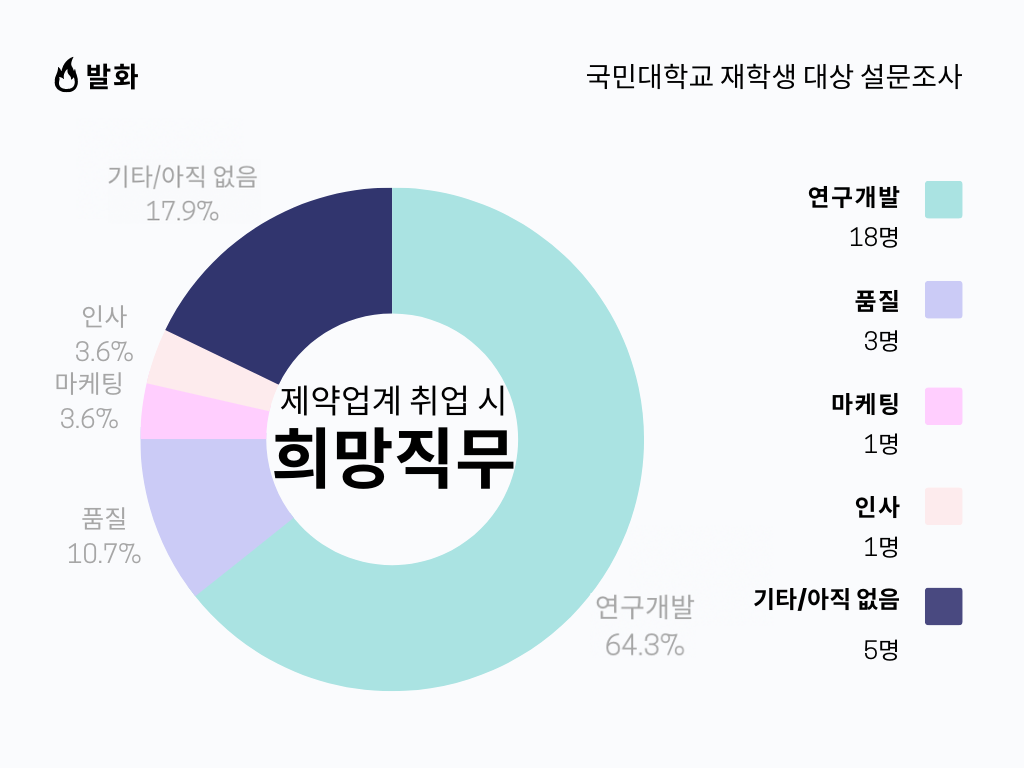 발화
국민대학교 재학생 대상 설문조사
기타/아직 없음
17.9%
인사
3.6%
마케팅
3.6%
품질
10.7%
제약업계 취업 시
희망직무
연구개발
64.3%
연구개발
18명
품질
3명
마케팅
1명
인사
1명
기타/아직 없음
5명